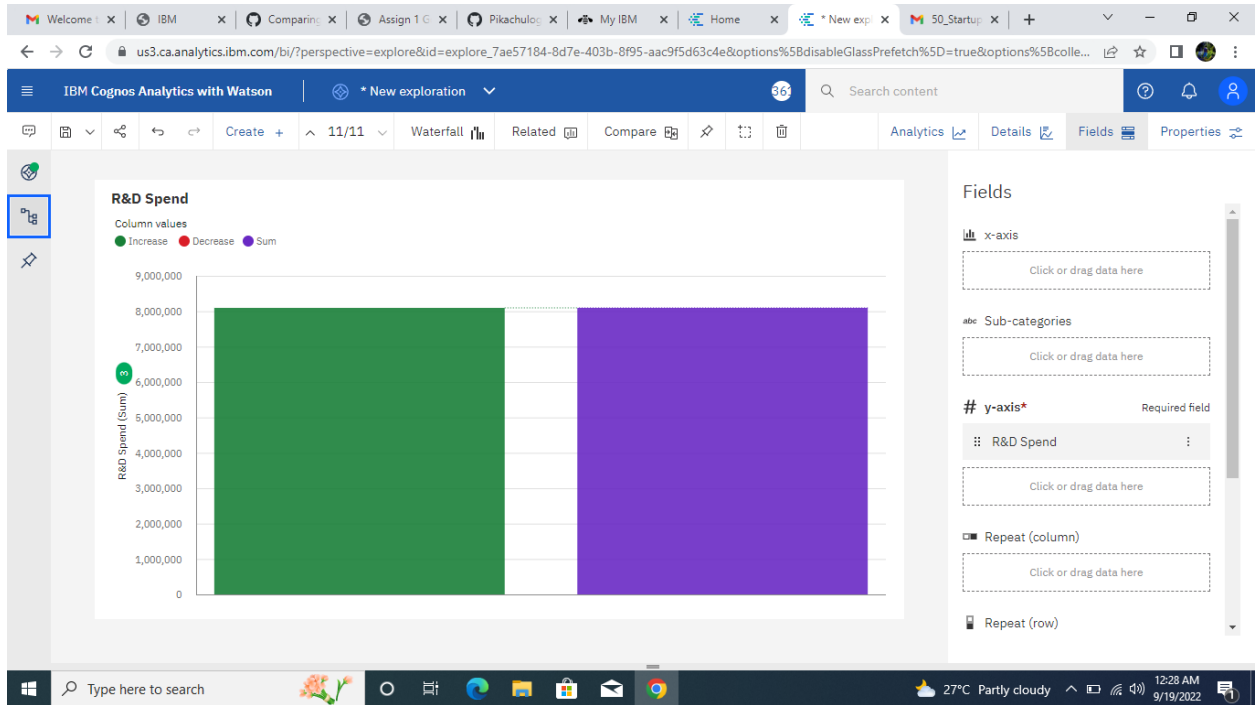 Welcome t
IBM
Comparing
Assign 1 G
Pikachulog
My IBM
Home
* New expl
50_Startup
us3.ca.analytics.ibm.com/bi/?perspective=explore&id=explore_7ae57184-8d7e-403b-8f95-aac9f5d63c4e&options%5BdisableGlassPrefetch%5D=true&options%5Bcolle...
IBM Cognos Analytics with Watson
* New exploration
361
Search content
Create +
11/11
Waterfall
Related
Compare
Analytics
Details
Fields
Properties
R&D Spend
Column values
Increase Decrease Sum
9,000,000
8,000,000
7,000,000
6,000,000
5,000,000
4,000,000
3,000,000
2,000,000
1,000,000
0
R&D Spend (Sum)
3
Fields
x-axis
Click or drag data here
abc Sub-categories
Click or drag data here
# y-axis*
Required field
R&D Spend
Click or drag data here
Repeat (column)
Click or drag data here
Repeat (row)
Type here to search
27°C Partly cloudy
12:28 AM
9/19/2022
1